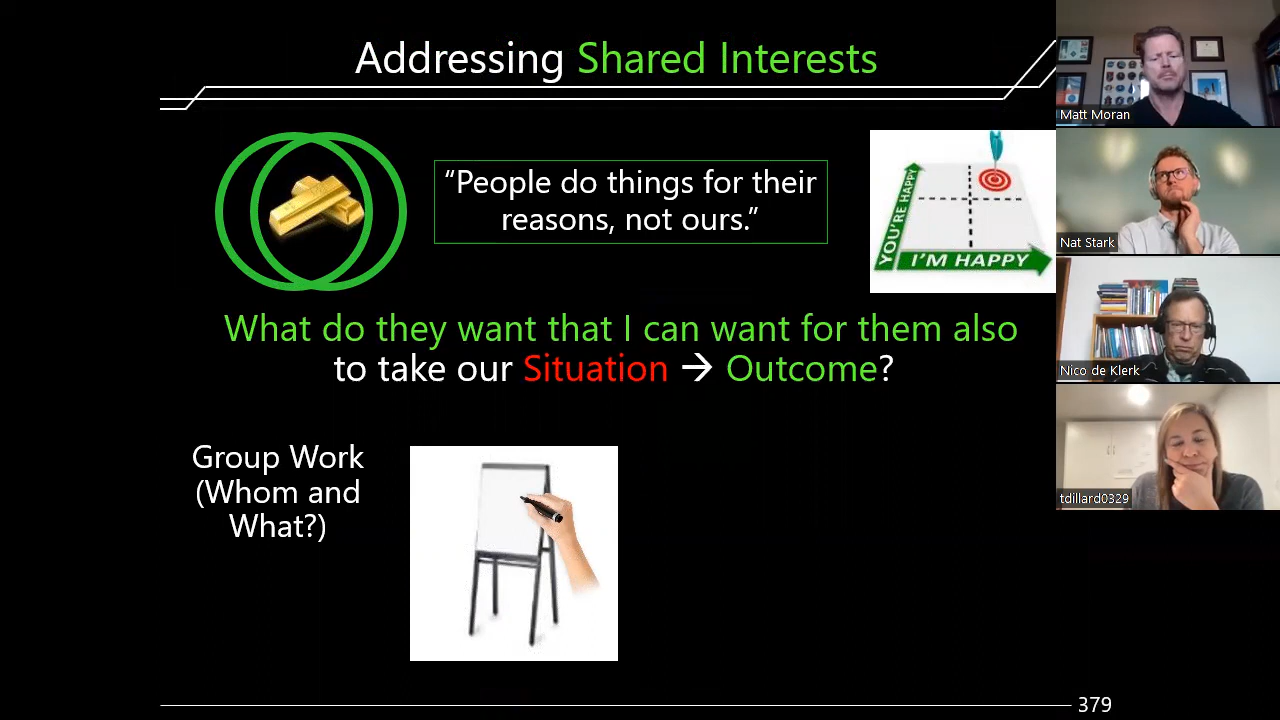 Addressing Shared Interests
"People do things for their
reasons, not ours."
YOU'RE HAPPY
I'M HAPPY
What do they want that I can want for them also
to take our Situation → Outcome?
Group Work
(Whom and
What?)
379
Matt Moran
Nat Stark
Nico de Klerk
tdillard0329